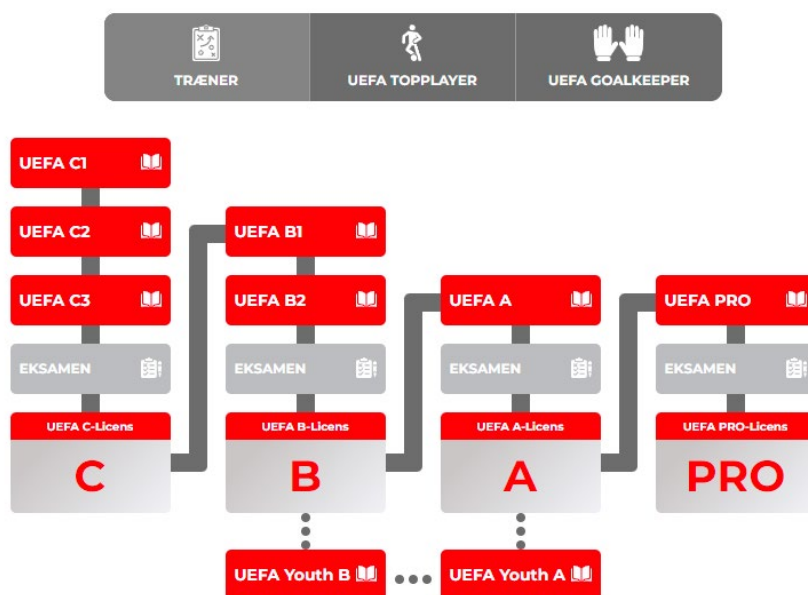 TRÆNER
UEFA TOPPLAYER
UEFA GOALKEEPER
UEFA C1
UEFA C2
UEFA C3
EKSAMEN
UEFA C-Licens
C
UEFA B1
UEFA B2
EKSAMEN
UEFA B-Licens
B
UEFA A
EKSAMEN
UEFA A-Licens
A
UEFA PRO
EKSAMEN
UEFA PRO-Licens
PRO
UEFA Youth B
UEFA Youth A